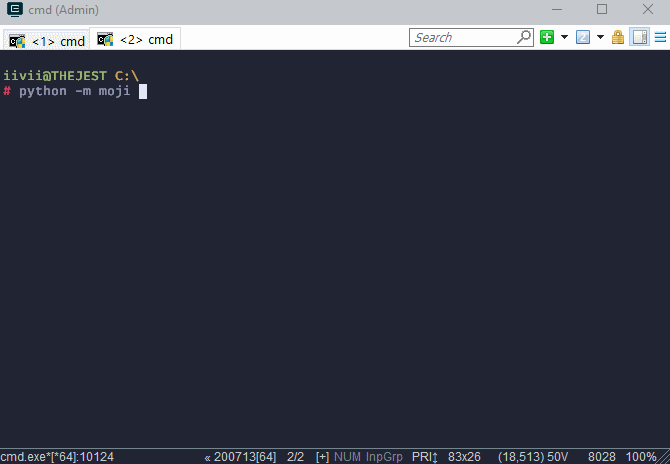 cmd (Admin)
<1> cmd
<2> cmd
Search
iivii@THEJEST C:\
# python -m moji
cmd.exe*[*64]:10124
« 200713[64]
2/2
[+] NUM InpGrp
PRI↕
83x26
(18,513) 50V
8028
100%